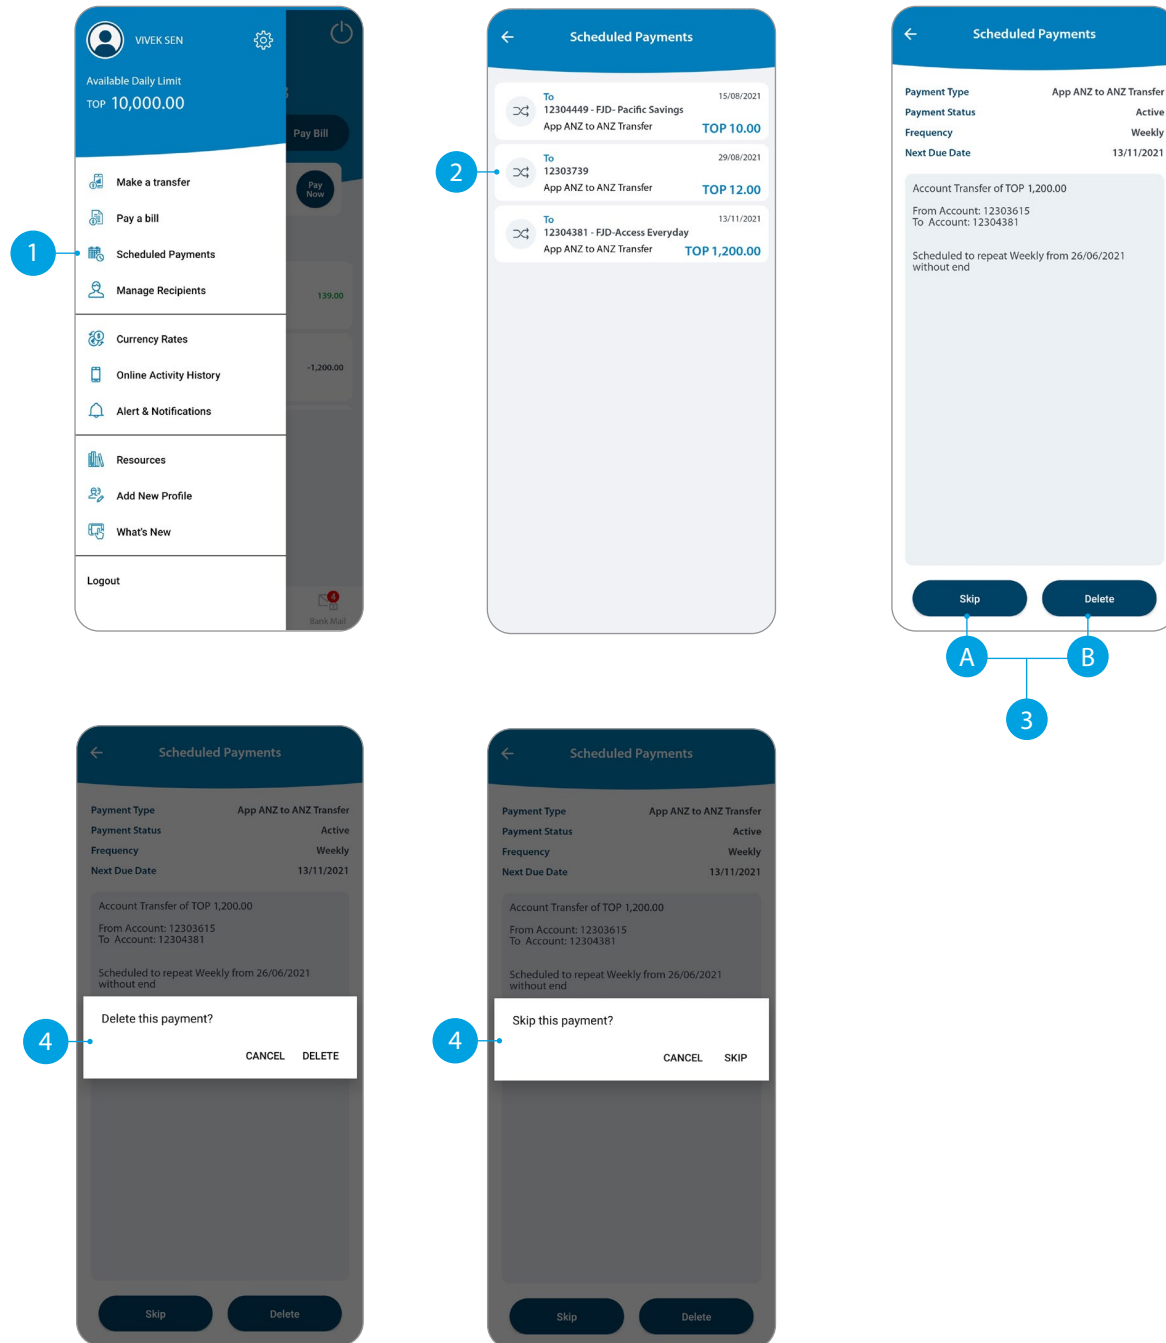 VIVEK SEN
Available Daily Limit
TOP 10,000.00
Pay Bill
Make a transfer
Pay Now
Pay a bill
1
Scheduled Payments
Manage Recipients
139.00
Currency Rates
-1,200.00
Online Activity History
Alert & Notifications
Resources
Add New Profile
What's New
Logout
4
Bank Mail
Scheduled Payments
To 15/08/2021
12304449 - FJD- Pacific Savings
App ANZ to ANZ Transfer TOP 10.00
2
To 29/08/2021
12303739
App ANZ to ANZ Transfer TOP 12.00
To 13/11/2021
12304381 - FJD-Access Everyday
App ANZ to ANZ Transfer TOP 1,200.00
Scheduled Payments
Payment Type App ANZ to ANZ Transfer
Payment Status Active
Frequency Weekly
Next Due Date 13/11/2021
Account Transfer of TOP 1,200.00
From Account: 12303615
To Account: 12304381
Scheduled to repeat Weekly from 26/06/2021
without end
Skip Delete
A B
3
Scheduled Payments
Payment Type App ANZ to ANZ Transfer
Payment Status Active
Frequency Weekly
Next Due Date 13/11/2021
Account Transfer of TOP 1,200.00
From Account: 12303615
To Account: 12304381
Scheduled to repeat Weekly from 26/06/2021
without end
Delete this payment?
4
CANCEL DELETE
Skip Delete
Scheduled Payments
Payment Type App ANZ to ANZ Transfer
Payment Status Active
Frequency Weekly
Next Due Date 13/11/2021
Account Transfer of TOP 1,200.00
From Account: 12303615
To Account: 12304381
Scheduled to repeat Weekly from 26/06/2021
without end
Skip this payment?
4
CANCEL SKIP
Skip Delete